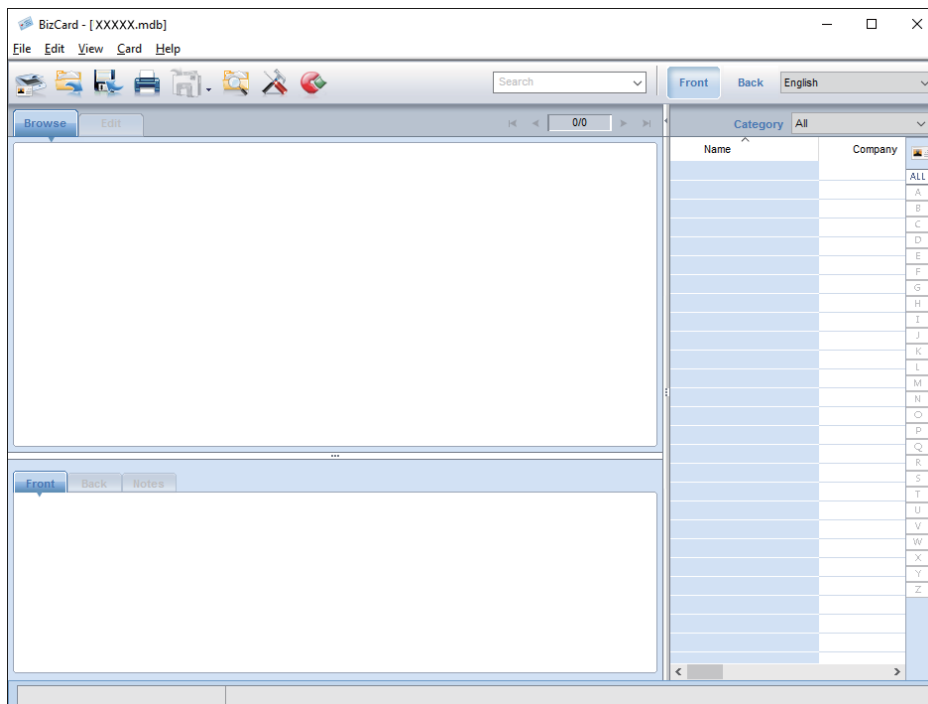 BizCard - [ XXXXX.mdb]
File Edit View Card Help
Search
Front Back English
Browse Edit 0/0 Category All
Name Company
ALL
A
B
C
D
E
F
G
H
I
J
K
L
M
N
O
P
Q
R
S
T
U
V
W
X
Y
Z
Front Back Notes